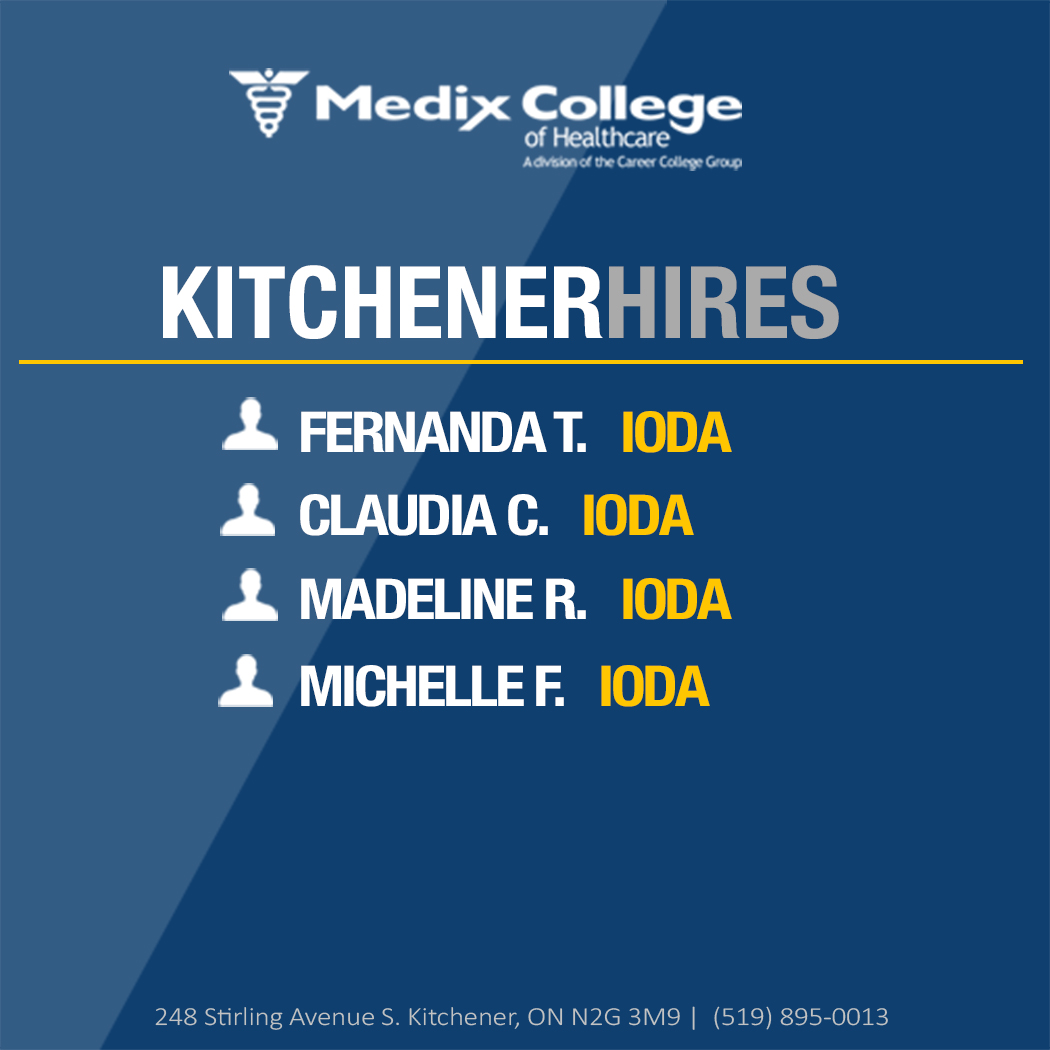 Medix College
of Healthcare
A division of the Career College Group
KITCHENERHIRES
FERNANDA T. IODA
CLAUDIA C. IODA
MADELINE R. IODA
MICHELLE F. IODA
248 Stirling Avenue S. Kitchener, ON N2G 3M9 | (519) 895-0013